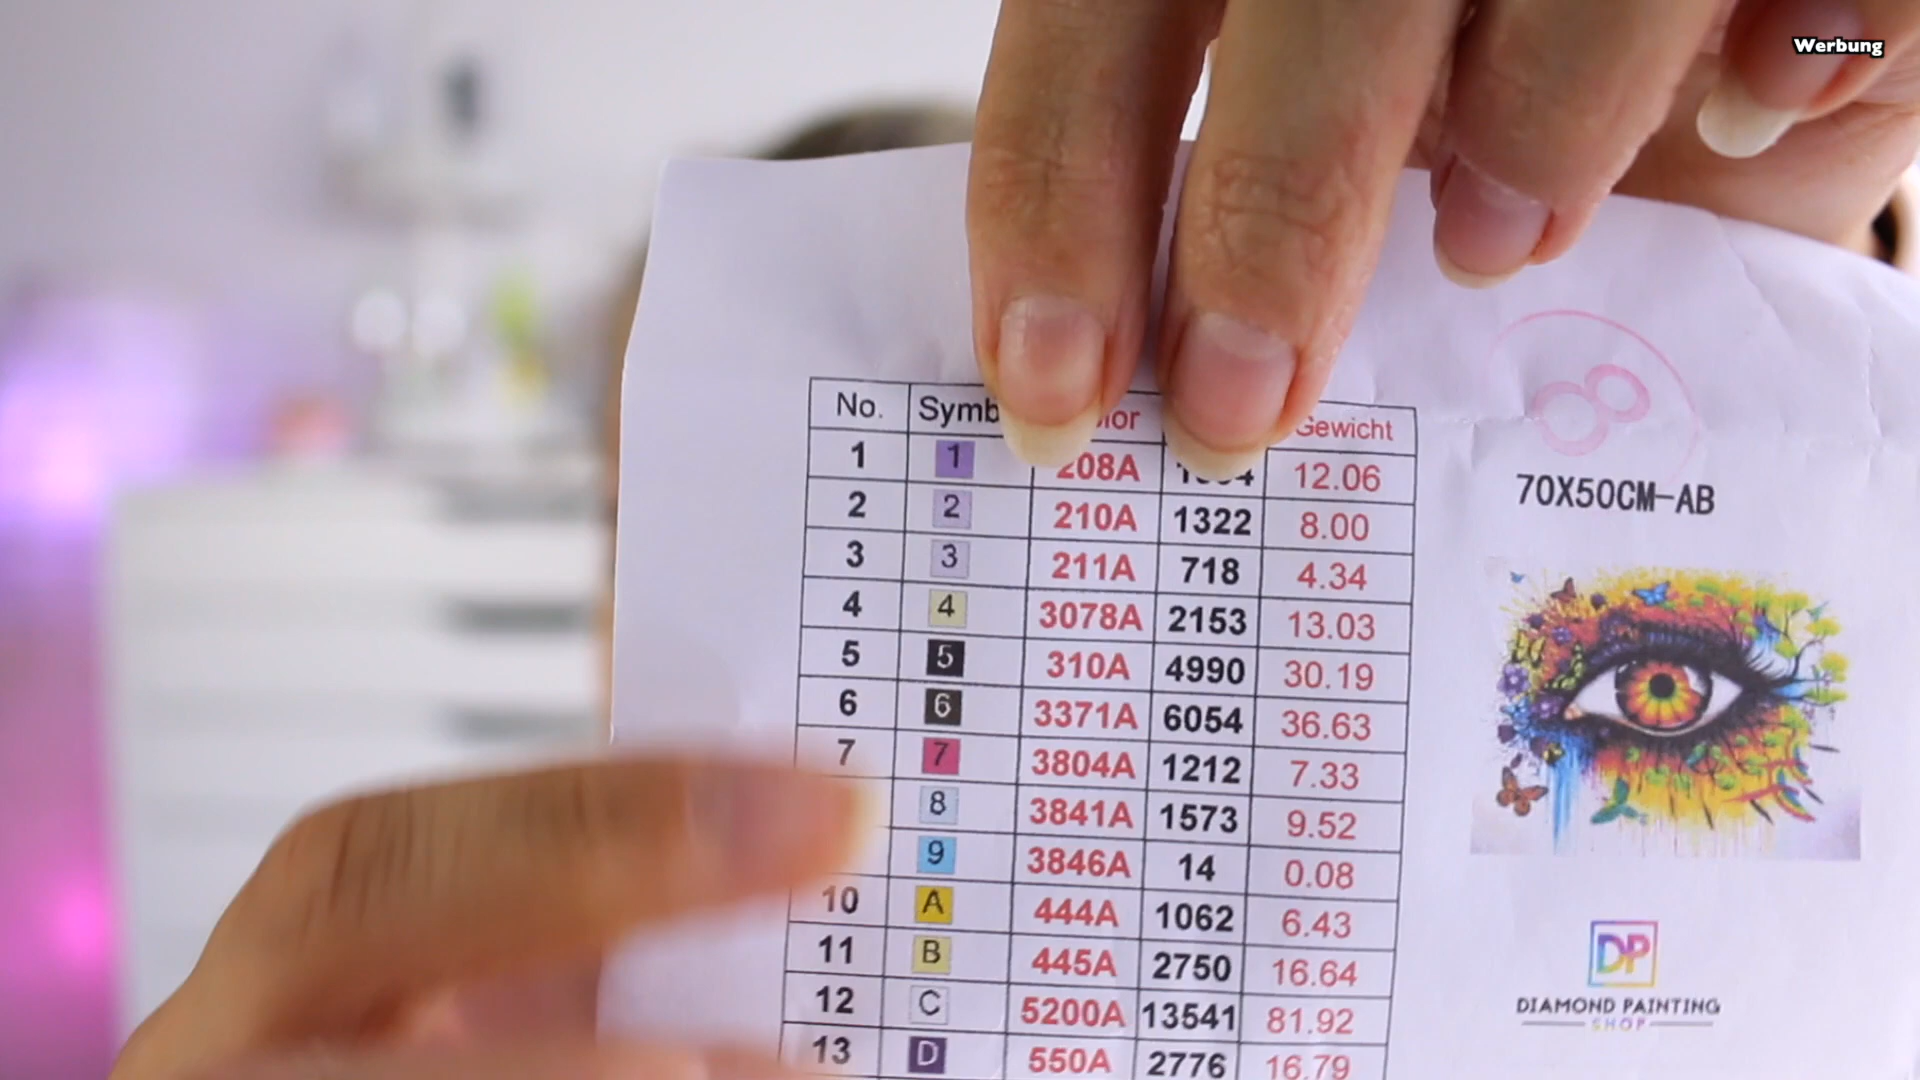 Werbung
No. Symb Gewicht
1 1 208A 12.06
2 2 210A 1322 8.00
3 3 211A 718 4.34
4 4 3078A 2153 13.03
5 5 310A 4990 30.19
6 6 3371A 6054 36.63
7 7 3804A 1212 7.33
8 3841A 1573 9.52
9 3846A 14 0.08
10 A 444A 1062 6.43
11 B 445A 2750 16.64
12 C 5200A 13541 81.92
13 D 550A 2776 16.79
8
70X50CM-AB
DP
DIAMOND PAINTING
SHOP